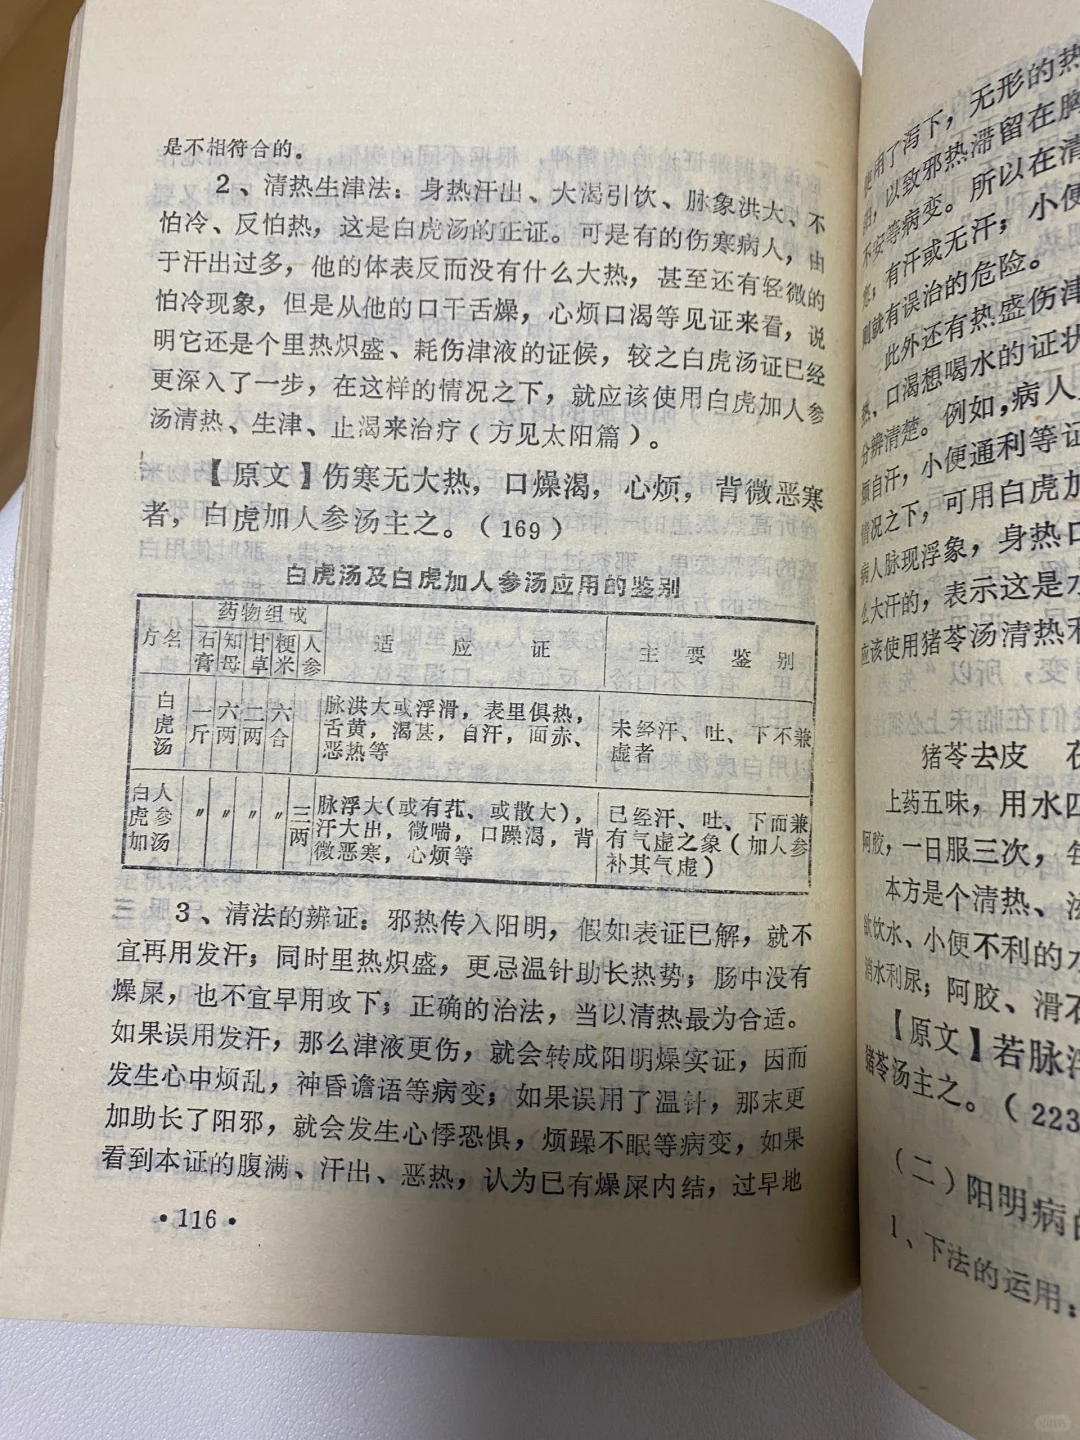 是不相符合的。
2、清热生津法：身热汗出、大渴引饮、脉象洪大、不
怕冷、反怕热，这是白虎汤的正证。可是有的伤寒病人，由
于汗出过多，他的体表反而没有什么大热，甚至还有轻微的
怕冷现象，但是从他的口干舌燥，心烦口渴等见证来看，说
明它还是个里热炽盛、耗伤津液的证候，较之白虎汤证已经
更深入了一步，在这样的情况之下，就应该使用白虎加人参
汤清热、生津、止渴来治疗（方见太阳篇）。
【原文】伤寒无大热，口燥渴，心烦，背微恶寒
者，白虎加人参汤主之。（169）
白虎汤及白虎加人参汤应用的鉴别
方名 药物组成 适应证 主要鉴别
石膏 知母 甘草 粳米 人参
白虎汤 一斤 六两 二两 六合
脉洪大或浮滑，表里俱热，
舌黄，渴甚，自汗，面赤、
恶热等
未经汗、吐、下不兼
虚者
白虎加人参汤 〃 〃 〃 〃 三两
脉浮大（或有芤、或散大），
汗大出，微喘，口躁渴，背
微恶寒，心烦等
已经汗、吐、下而兼
有气虚之象（加人参
补其气虚）
3、清法的辨证：邪热传入阳明，假如表证已解，就不
宜再用发汗；同时里热炽盛，更忌温针助长热势；肠中没有
燥屎，也不宜早用攻下；正确的治法，当以清热最为合适。
如果误用发汗，那么津液更伤，就会转成阳明燥实证，因而
发生心中烦乱，神昏谵语等病变；如果误用了温针，那末更
加助长了阳邪，就会发生心悸恐惧，烦躁不眠等病变，如果
看到本证的腹满、汗出、恶热，认为已有燥屎内结，过早地
·116·
使用了泻下，无形的热
，以致邪热滞留在胸
不安等病变。所以在清
；有汗或无汗；小便
则就有误治的危险。
此外还有热盛伤津
热、口渴想喝水的证状
分辨清楚。例如，病人
烦自汗，小便通利等证
情况之下，可用白虎加
病人脉现浮象，身热口
么大汗的，表示这是水
应该使用猪苓汤清热
猪苓去皮
上药五味，用水四
阿胶，一日服三次，每
本方是个清热、滋
欲饮水、小便不利的水
消水利尿；阿胶、滑石
【原文】若脉浮
猪苓汤主之。（223
（二）阳明病的
1、下法的运用：